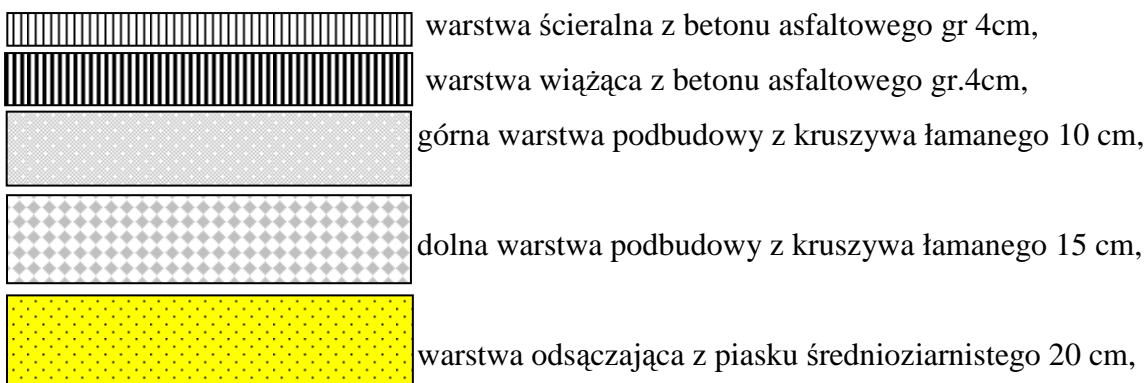 warstwa ścieralna z betonu asfaltowego gr 4cm,
warstwa wiążąca z betonu asfaltowego gr.4cm,
górna warstwa podbudowy z kruszywa łamanego 10 cm,
dolna warstwa podbudowy z kruszywa łamanego 15 cm,
warstwa odsączająca z piasku średnioziarnistego 20 cm,